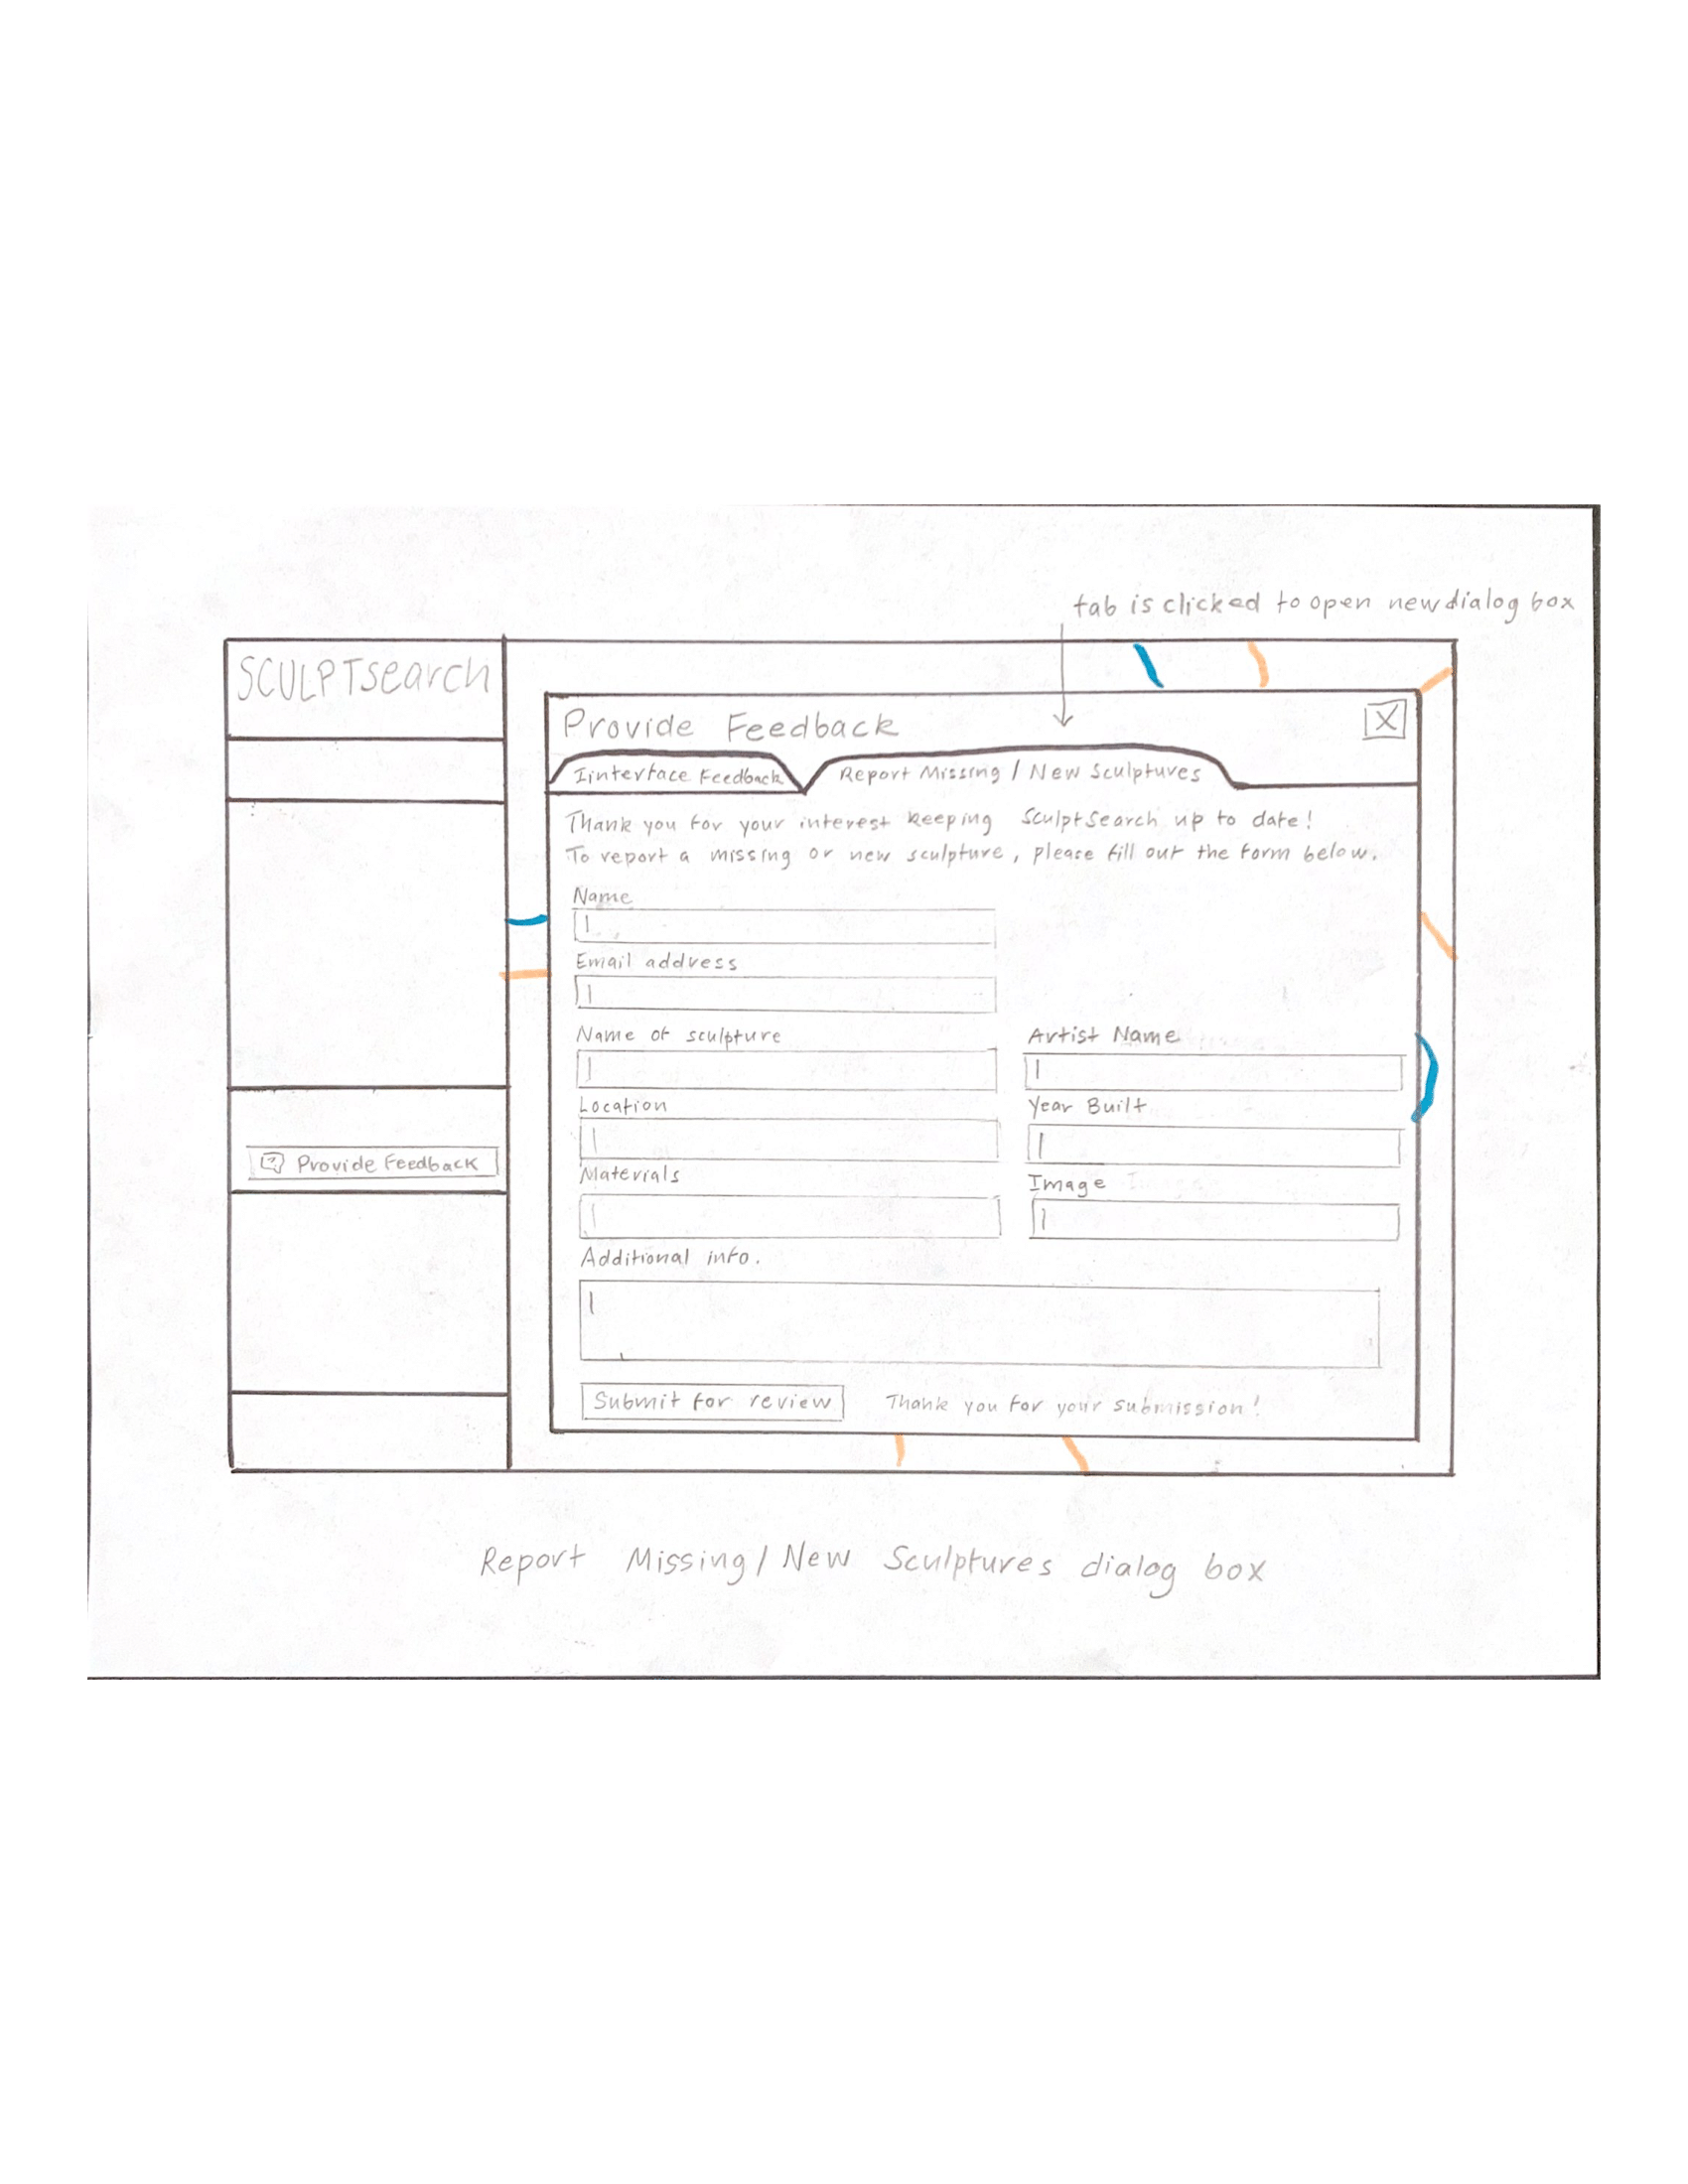 tab is clicked to open new dialog box
SCULPTsearch
Provide Feedback
X
Iinterface Feedback
Report Missing / New Sculptures
Thank you for your interest keeping SculptSearch up to date!
To report a missing or new sculpture, please fill out the form below.
Name
Email address
Name of sculpture
Artist Name
Location
Year Built
Provide Feedback
Materials
Image
Additional info.
Submit for review
Thank you for your submission!
Report Missing / New Sculptures dialog box